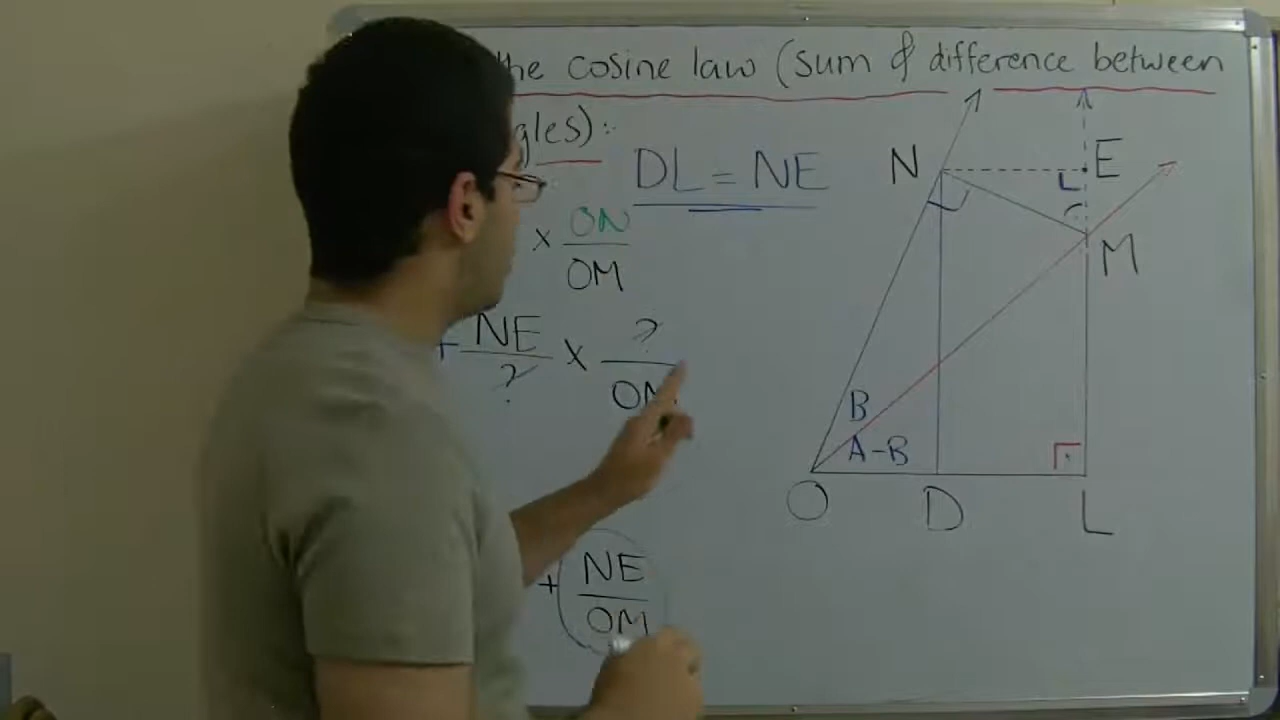 the cosine law (sum & difference between
gles):
DL = NE
N
E
× ON
OM
M
+ NE × ?
? OM
B
A-B
O
D
L
+ NE
OM